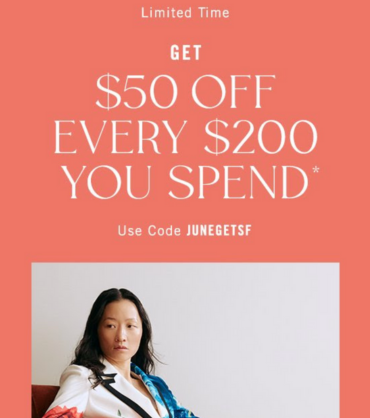 Limited Time
GET
$50 OFF
EVERY $200
YOU SPEND*
Use Code JUNEGETSF